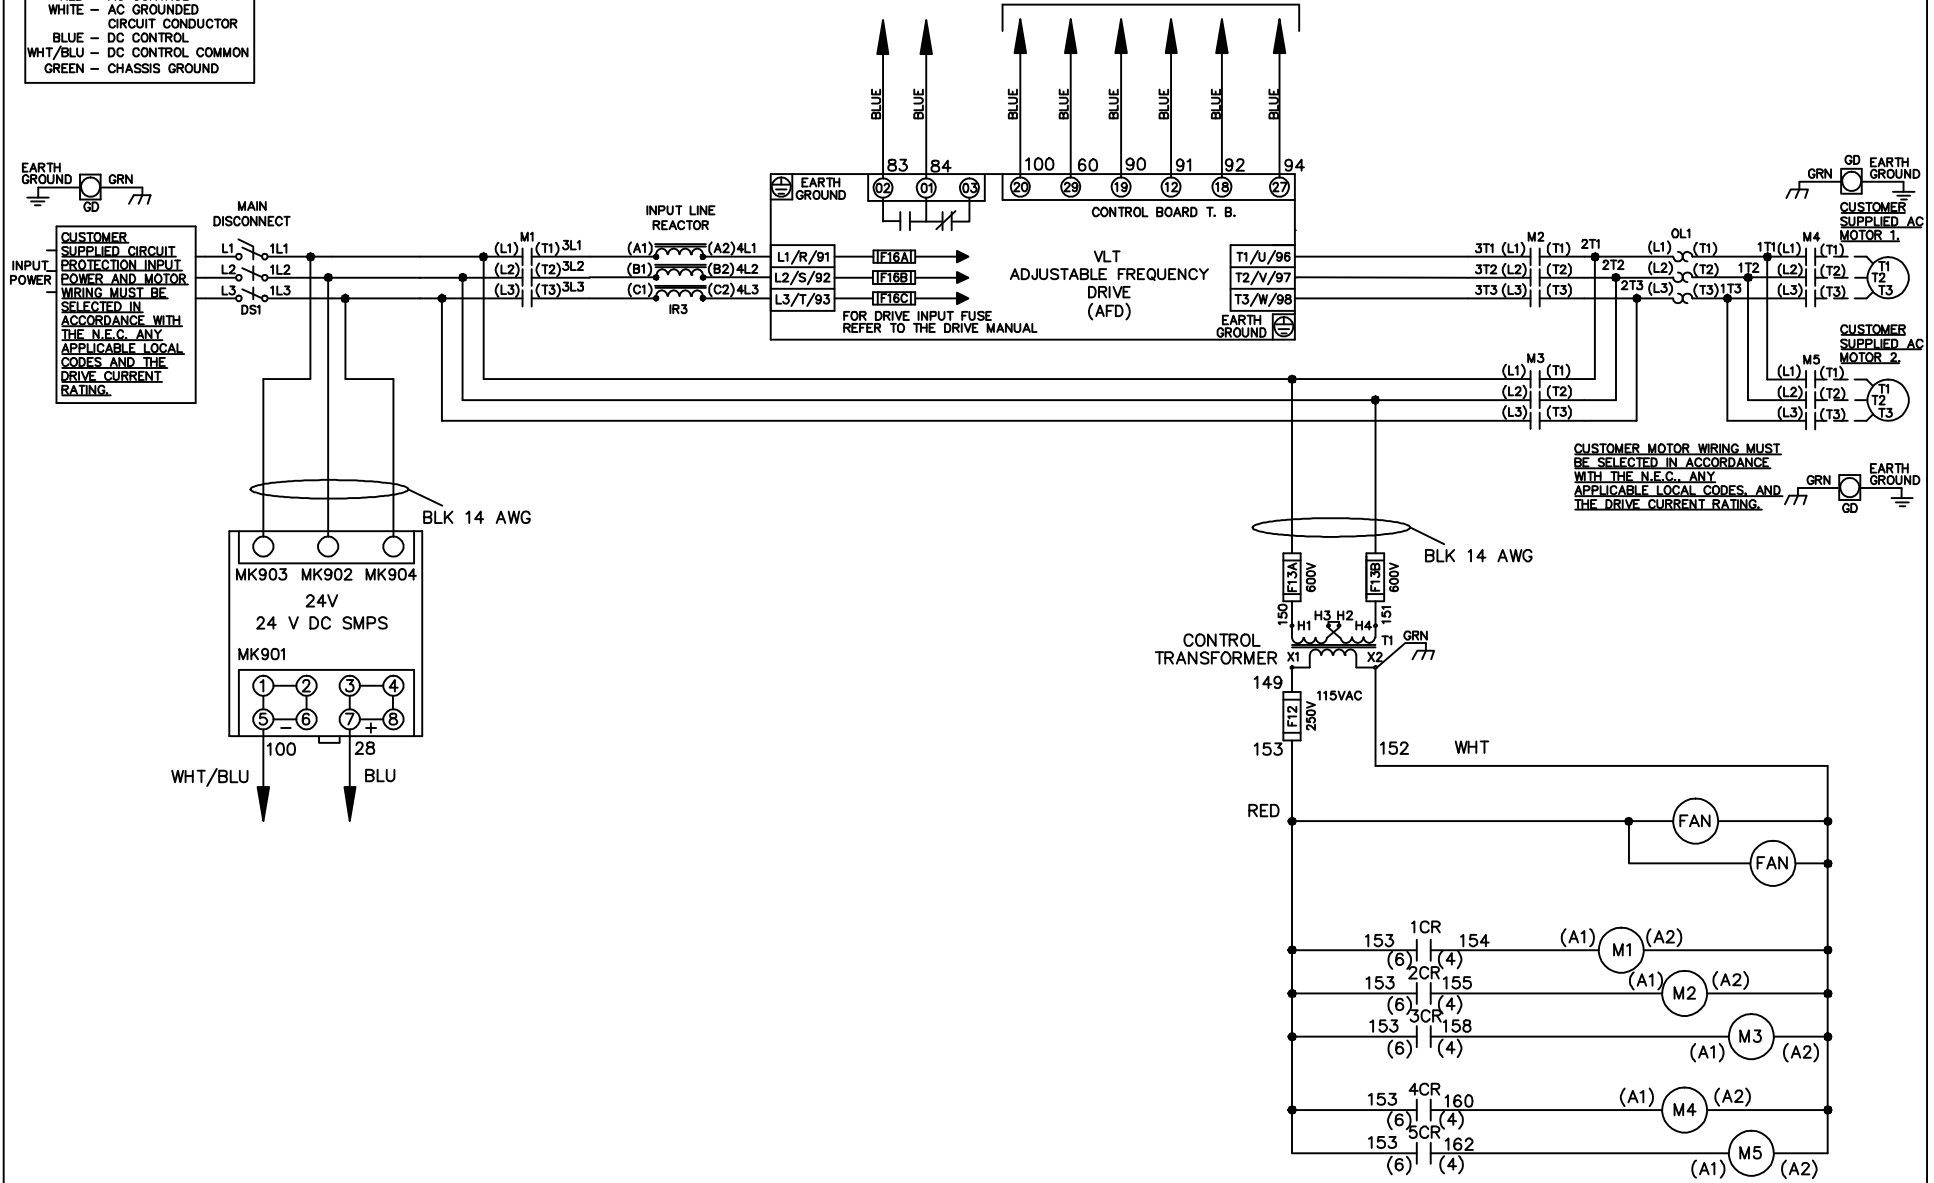 WHITE – AC GROUNDED
CIRCUIT CONDUCTOR
BLUE – DC CONTROL
WHT/BLU – DC CONTROL COMMON
GREEN – CHASSIS GROUND
BLUE
BLUE
BLUE
BLUE
BLUE
BLUE
BLUE
BLUE
83
84
100
60
90
91
92
94
02
01
03
20
29
19
12
18
27
EARTH
GROUND
CONTROL BOARD T. B.
EARTH
GROUND
GRN
GD
MAIN
DISCONNECT
L1
1L1
L2
1L2
L3
1L3
DS1
INPUT
POWER
CUSTOMER
SUPPLIED CIRCUIT
PROTECTION INPUT
POWER AND MOTOR
WIRING MUST BE
SELECTED IN
ACCORDANCE WITH
THE N.E.C. ANY
APPLICABLE LOCAL
CODES AND THE
DRIVE CURRENT
RATING.
M1
(L1) (T1) 3L1
(L2) (T2) 3L2
(L3) (T3) 3L3
INPUT LINE
REACTOR
(A1) (A2) 4L1
(B1) (B2) 4L2
(C1) (C2) 4L3
IR3
L1/R/91
L2/S/92
L3/T/93
F16A
F16B
F16C
FOR DRIVE INPUT FUSE
REFER TO THE DRIVE MANUAL
VLT
ADJUSTABLE FREQUENCY
DRIVE
(AFD)
T1/U/96
T2/V/97
T3/W/98
EARTH
GROUND
M2
3T1 (L1) (T1) 2T1
3T2 (L2) (T2) 2T2
3T3 (L3) (T3) 2T3
OL1
(L1) (T1) 1T1
(L2) (T2) 1T2
(L3) (T3) 1T3
M4
(L1) (T1)
(L2) (T2)
(L3) (T3)
T1
T2
T3
GD
GRN
EARTH
GROUND
CUSTOMER
SUPPLIED AC
MOTOR 1.
CUSTOMER
SUPPLIED AC
MOTOR 2.
M3
(L1) (T1)
(L2) (T2)
(L3) (T3)
M5
(L1) (T1)
(L2) (T2)
(L3) (T3)
T1
T2
T3
CUSTOMER MOTOR WIRING MUST
BE SELECTED IN ACCORDANCE
WITH THE N.E.C., ANY
APPLICABLE LOCAL CODES, AND
THE DRIVE CURRENT RATING.
GRN
GD
EARTH
GROUND
BLK 14 AWG
MK903 MK902 MK904
24V
24 V DC SMPS
MK901
1 2 3 4
5 – 6 7 + 8
100
28
WHT/BLU
BLU
BLK 14 AWG
F13A
600V
F13B
600V
150
151
H1 H3 H2 H4
T1
GRN
CONTROL
TRANSFORMER
X1
X2
149
115VAC
F12
250V
153
152
WHT
RED
FAN
FAN
1CR
153 154
(6) (4)
(A1) M1 (A2)
2CR
153 155
(6) (4)
(A1) M2 (A2)
3CR
153 158
(6) (4)
(A1) M3 (A2)
4CR
153 160
(6) (4)
(A1) M4 (A2)
5CR
153 162
(6) (4)
(A1) M5 (A2)